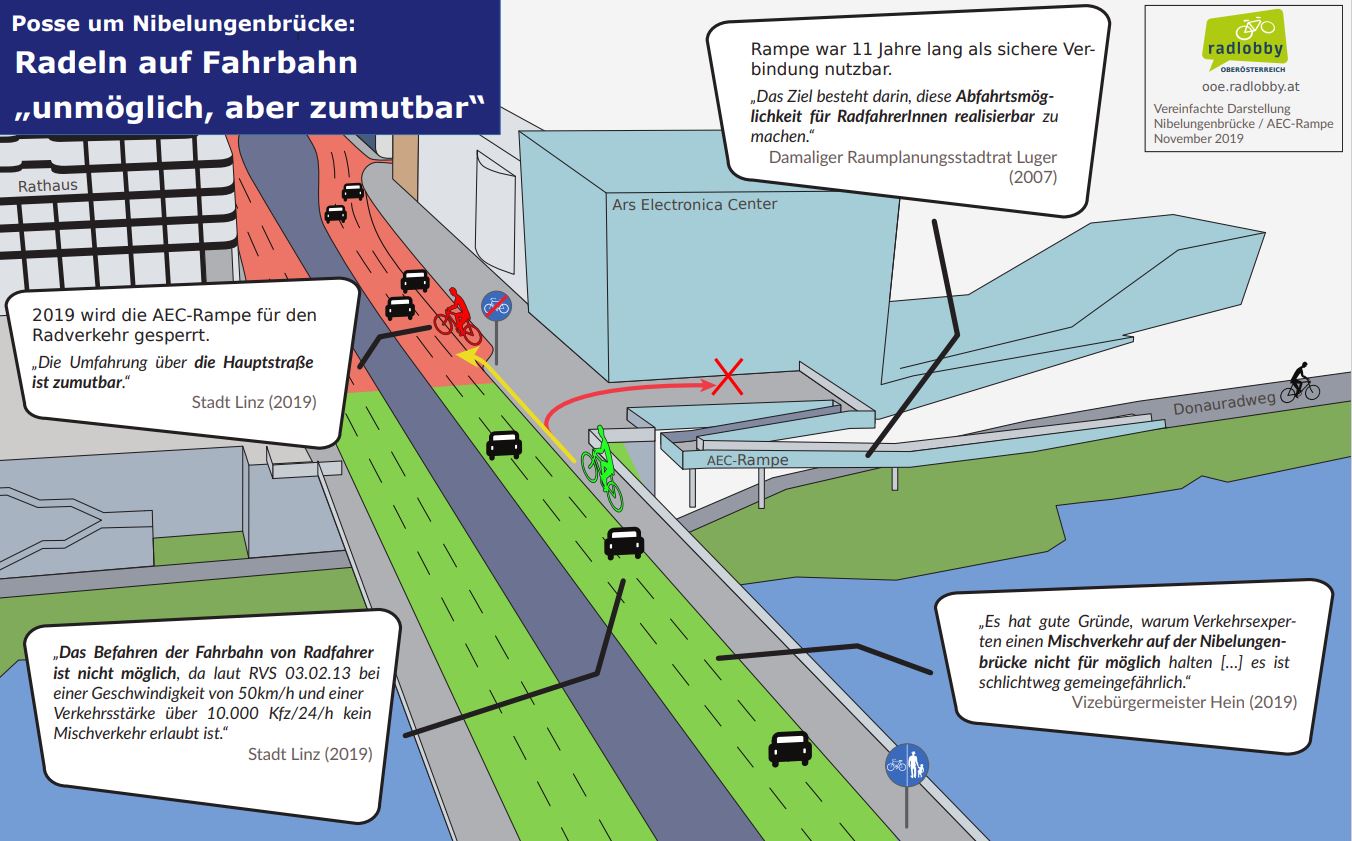 Posse um Nibelungenbrücke:
Radeln auf Fahrbahn
„unmöglich, aber zumutbar“
Rampe war 11 Jahre lang als sichere Ver-
bindung nutzbar.
„Das Ziel besteht darin, diese Abfahrtsmög-
lichkeit für RadfahrerInnen realisierbar zu
machen.“
Damaliger Raumplanungsstadtrat Luger
(2007)
radlobby
OBERÖSTERREICH
ooe.radlobby.at
Vereinfachte Darstellung
Nibelungenbrücke / AEC-Rampe
November 2019
Rathaus
Ars Electronica Center
2019 wird die AEC-Rampe für den
Radverkehr gesperrt.
„Die Umfahrung über die Hauptstraße
ist zumutbar.“
Stadt Linz (2019)
Donauradweg
AEC-Rampe
„Das Befahren der Fahrbahn von Radfahrer
ist nicht möglich, da laut RVS 03.02.13 bei
einer Geschwindigkeit von 50km/h und einer
Verkehrsstärke über 10.000 Kfz/24/h kein
Mischverkehr erlaubt ist.“
Stadt Linz (2019)
„Es hat gute Gründe, warum Verkehrsexper-
ten einen Mischverkehr auf der Nibelungen-
brücke nicht für möglich halten [...] es ist
schlichtweg gemeingefährlich.“
Vizebürgermeister Hein (2019)